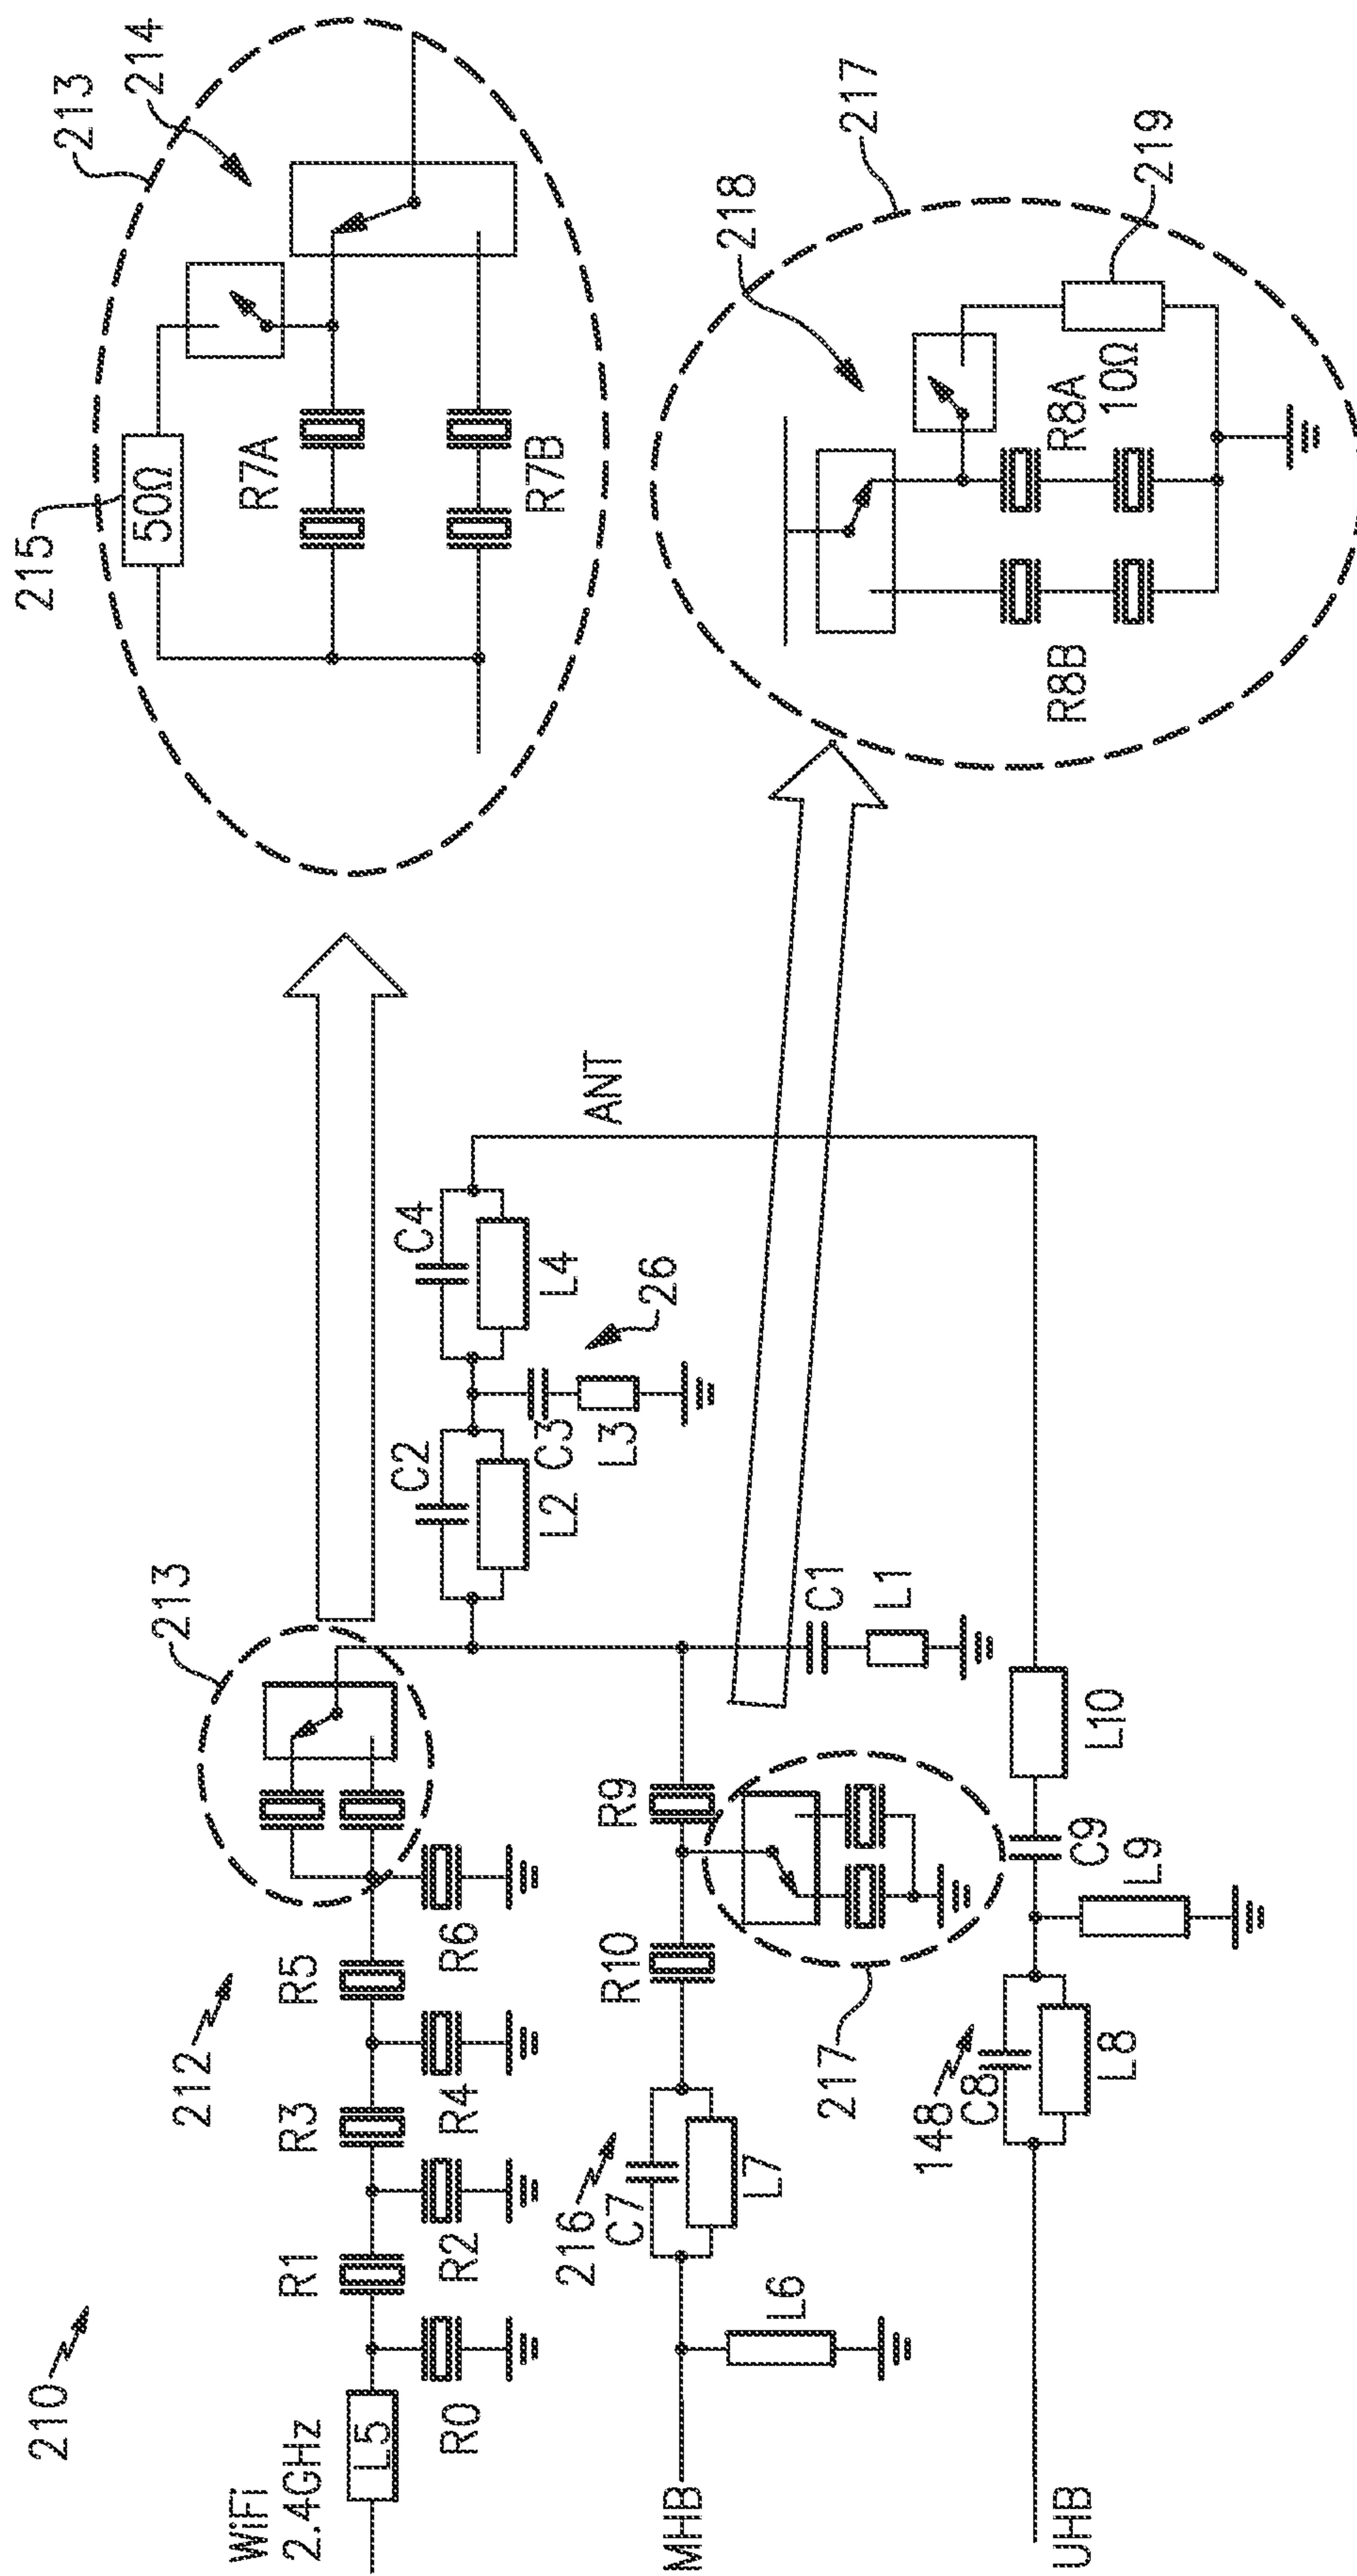 210
WiFi
2.4GHz
L5
R0
R1
R2
R3
R4
R5
R6
212
213
C2
L2
C3
L3
26
C4
L4
ANT
MHB
L6
216
C7
L7
R10
R9
217
C1
L1
UHB
148
C8
L8
L9
C9
L10
213
214
215
50Ω
R7A
R7B
217
218
219
R8A
10Ω
R8B